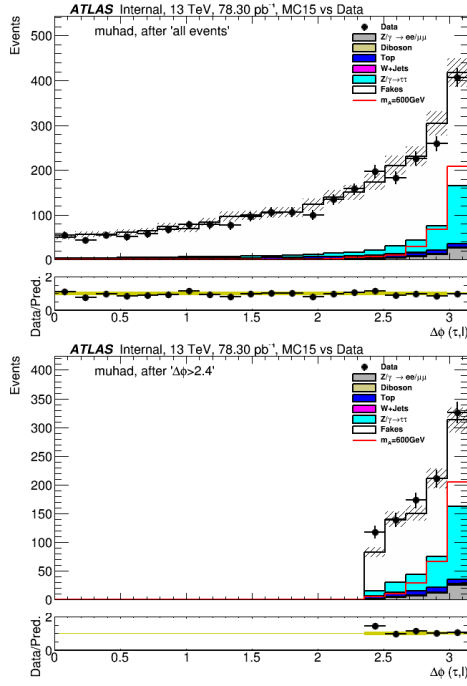 ATLAS Internal, 13 TeV, 78.30 pb⁻¹, MC15 vs Data
Events
muhad, after 'all events'
Data
Z/γ → ee/μμ
Diboson
Top
W+Jets
Z/γ→ττ
Fakes
m_A=600GeV
500
400
300
200
100
0
Data/Pred.
2
1
0
0 0.5 1 1.5 2 2.5 3
Δϕ (τ,l)
ATLAS Internal, 13 TeV, 78.30 pb⁻¹, MC15 vs Data
Events
muhad, after 'Δϕ>2.4'
Data
Z/γ → ee/μμ
Diboson
Top
W+Jets
Z/γ→ττ
Fakes
m_A=600GeV
400
350
300
250
200
150
100
50
0
Data/Pred.
2
1
0
0 0.5 1 1.5 2 2.5 3
Δϕ (τ,l)